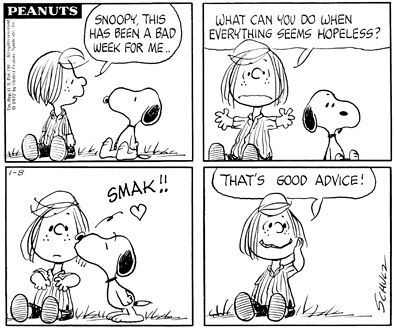 PEANUTS
SNOOPY, THIS
HAS BEEN A BAD
WEEK FOR ME..
WHAT CAN YOU DO WHEN
EVERYTHING SEEMS HOPELESS?
1-8
SMAK!!
THAT'S GOOD ADVICE!
SCHULZ